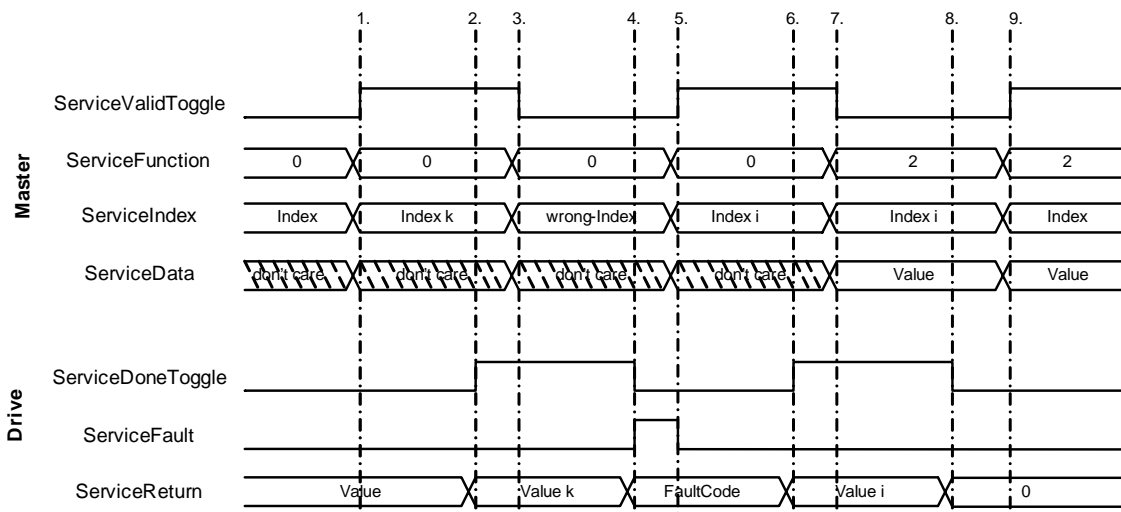 1. 2. 3. 4. 5. 6. 7. 8. 9.
ServiceValidToggle
Master
ServiceFunction 0 0 0 0 2 2
ServiceIndex Index Index k wrong-Index Index i Index i Index
ServiceData don't care don't care don't care don't care Value Value
ServiceDoneToggle
Drive
ServiceFault
ServiceReturn Value Value k FaultCode Value i 0